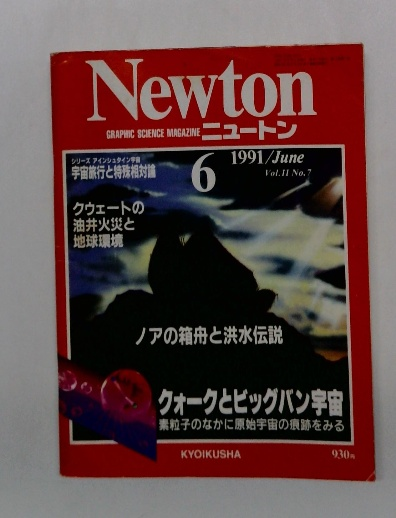 Newton
GRAPHIC SCIENCE MAGAZINE ニュートン
6 1991/June
Vol.11 No.7
シリーズ アインシュタイン宇宙
宇宙旅行と特殊相対論
クウェートの
油井火災と
地球環境
ノアの箱舟と洪水伝説
クォークとビッグバン宇宙
素粒子のなかに原始宇宙の痕跡をみる
KYOIKUSHA
930円